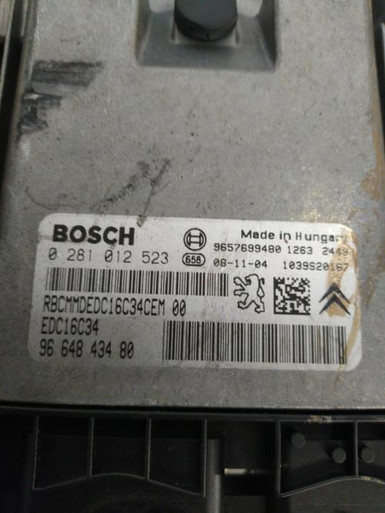 BOSCH
Made in Hungary
0 281 012 523
9657699480 1263 2449
658
08-11-04 1039S20167
RBCMMDEDC16C34CEM 00
EDC16C34
96 648 434 80